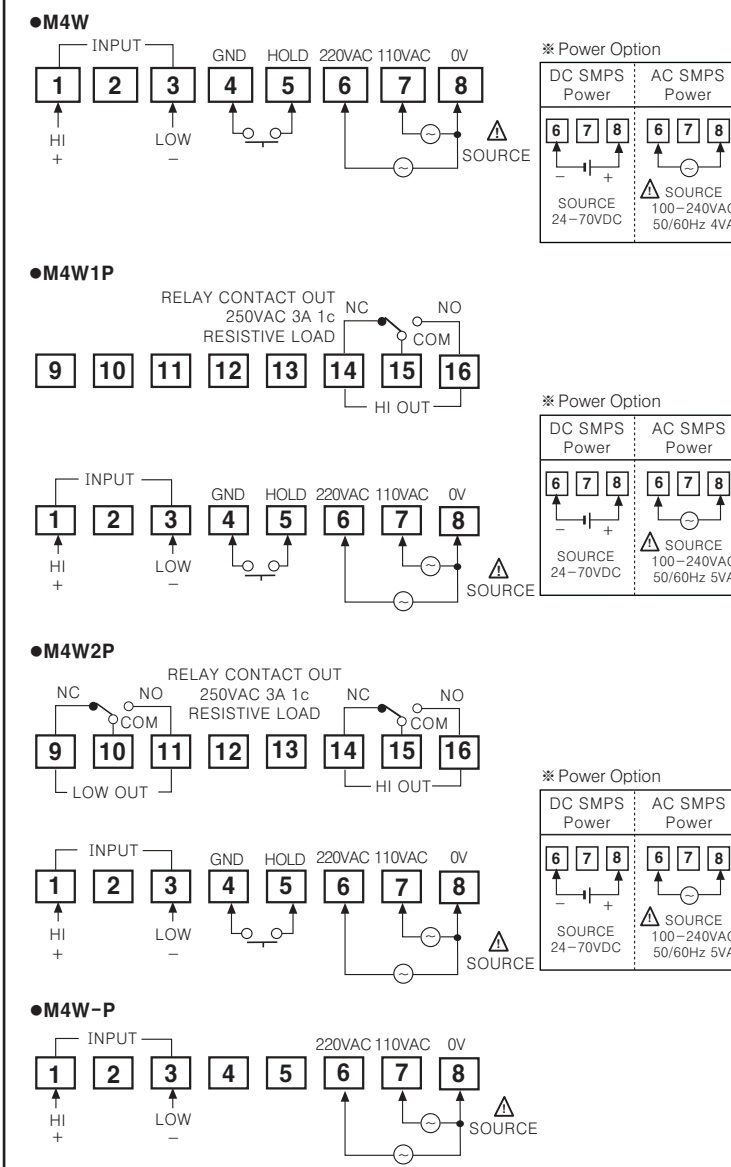 ●M4W
INPUT
GND HOLD 220VAC 110VAC 0V
1 2 3 4 5 6 7 8
HI
+
LOW
−
SOURCE
※ Power Option
DC SMPS Power
AC SMPS Power
6 7 8
6 7 8
− +
SOURCE
24−70VDC
SOURCE
100−240VAC
50/60Hz 4VA
●M4W1P
RELAY CONTACT OUT
250VAC 3A 1c
RESISTIVE LOAD
NC NO
COM
9 10 11 12 13 14 15 16
HI OUT
INPUT
GND HOLD 220VAC 110VAC 0V
1 2 3 4 5 6 7 8
HI
+
LOW
−
SOURCE
※ Power Option
DC SMPS Power
AC SMPS Power
6 7 8
6 7 8
− +
SOURCE
24−70VDC
SOURCE
100−240VAC
50/60Hz 5VA
●M4W2P
RELAY CONTACT OUT
250VAC 3A 1c
RESISTIVE LOAD
NC NO
COM
NC NO
COM
9 10 11 12 13 14 15 16
LOW OUT
HI OUT
INPUT
GND HOLD 220VAC 110VAC 0V
1 2 3 4 5 6 7 8
HI
+
LOW
−
SOURCE
※ Power Option
DC SMPS Power
AC SMPS Power
6 7 8
6 7 8
− +
SOURCE
24−70VDC
SOURCE
100−240VAC
50/60Hz 5VA
●M4W-P
INPUT
220VAC 110VAC 0V
1 2 3 4 5 6 7 8
HI
+
LOW
−
SOURCE